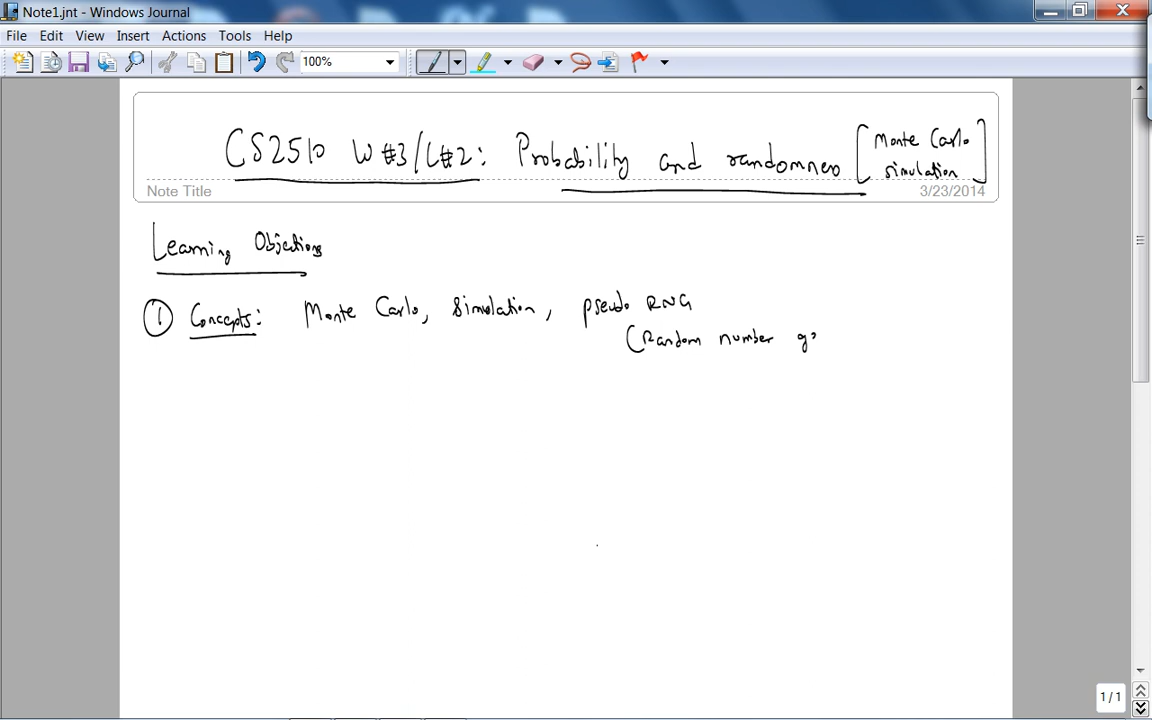 Note1.jnt - Windows Journal
File Edit View Insert Actions Tools Help
100%
CS2510 W#3/L#2: Probability and randomness [Monte Carlo
simulation]
Note Title
3/23/2014
Learning Objectives
① Concepts: Monte Carlo, Simulation, pseudo RNG
(Random number g
1 / 1